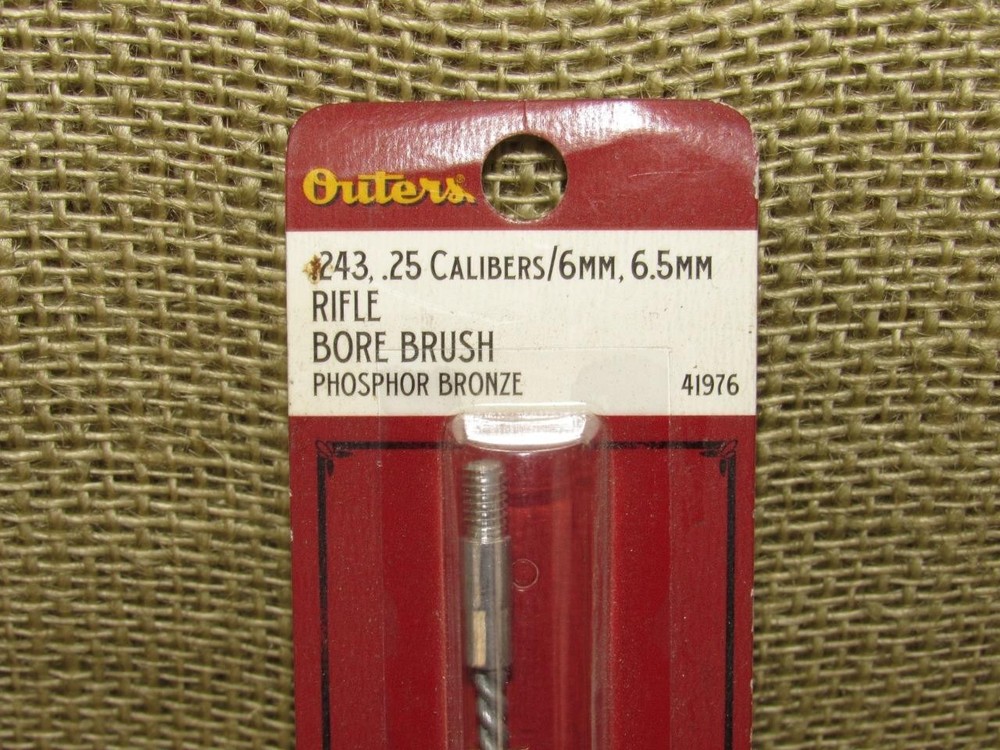 Outers®
.243, .25 CALIBERS/6MM, 6.5MM
RIFLE
BORE BRUSH
PHOSPHOR BRONZE 41976